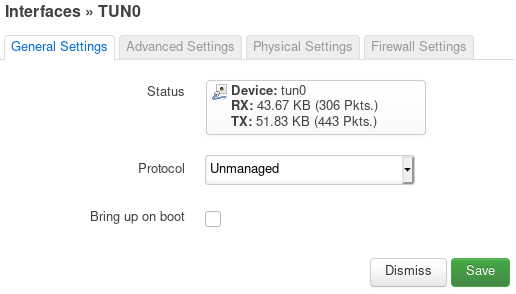 Interfaces » TUN0
General Settings Advanced Settings Physical Settings Firewall Settings
Status
Device: tun0
RX: 43.67 KB (306 Pkts.)
TX: 51.83 KB (443 Pkts.)
Protocol Unmanaged
Bring up on boot
Dismiss Save